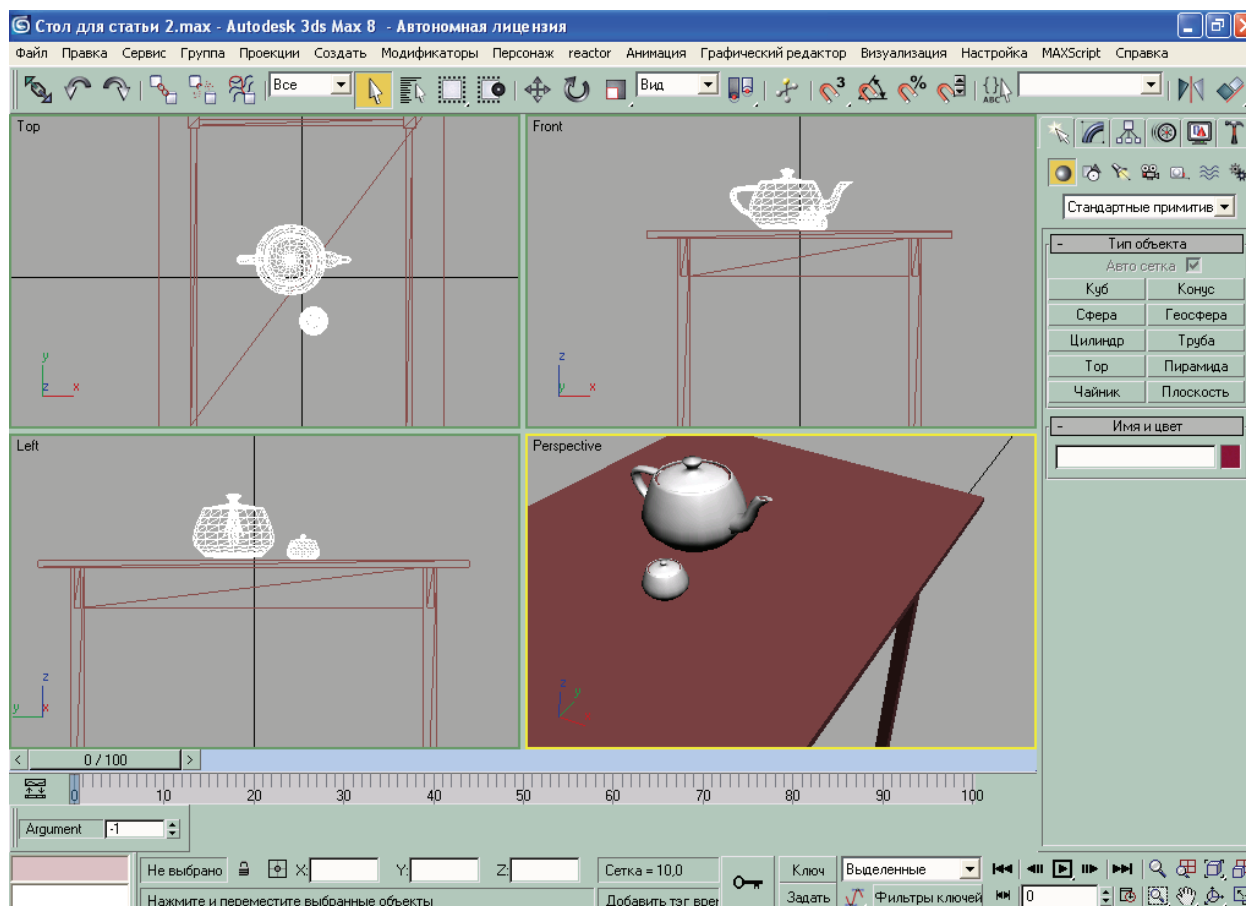 Стол для статьи 2.max - Autodesk 3ds Max 8 - Автономная лицензия
Файл Правка Сервис Группа Проекции Создать Модификаторы Персонаж reactor Анимация Графический редактор Визуализация Настройка MAXScript Справка
Все Вид 3 % ABC
Top
Front
y
z x
z
y x
Стандартные примитив
- Тип объекта
Авто сетка
Куб Конус
Сфера Геосфера
Цилиндр Труба
Тор Пирамида
Чайник Плоскость
- Имя и цвет
Left
Perspective
z
y x
z
y
x
< 0 / 100 >
0 10 20 30 40 50 60 70 80 90 100
Argument -1
Не выбрано X: Y: Z: Сетка = 10,0 Ключ Выделенные
Нажмите и переместите выбранные объекты Добавить тэг врем Задать Фильтры ключей 0